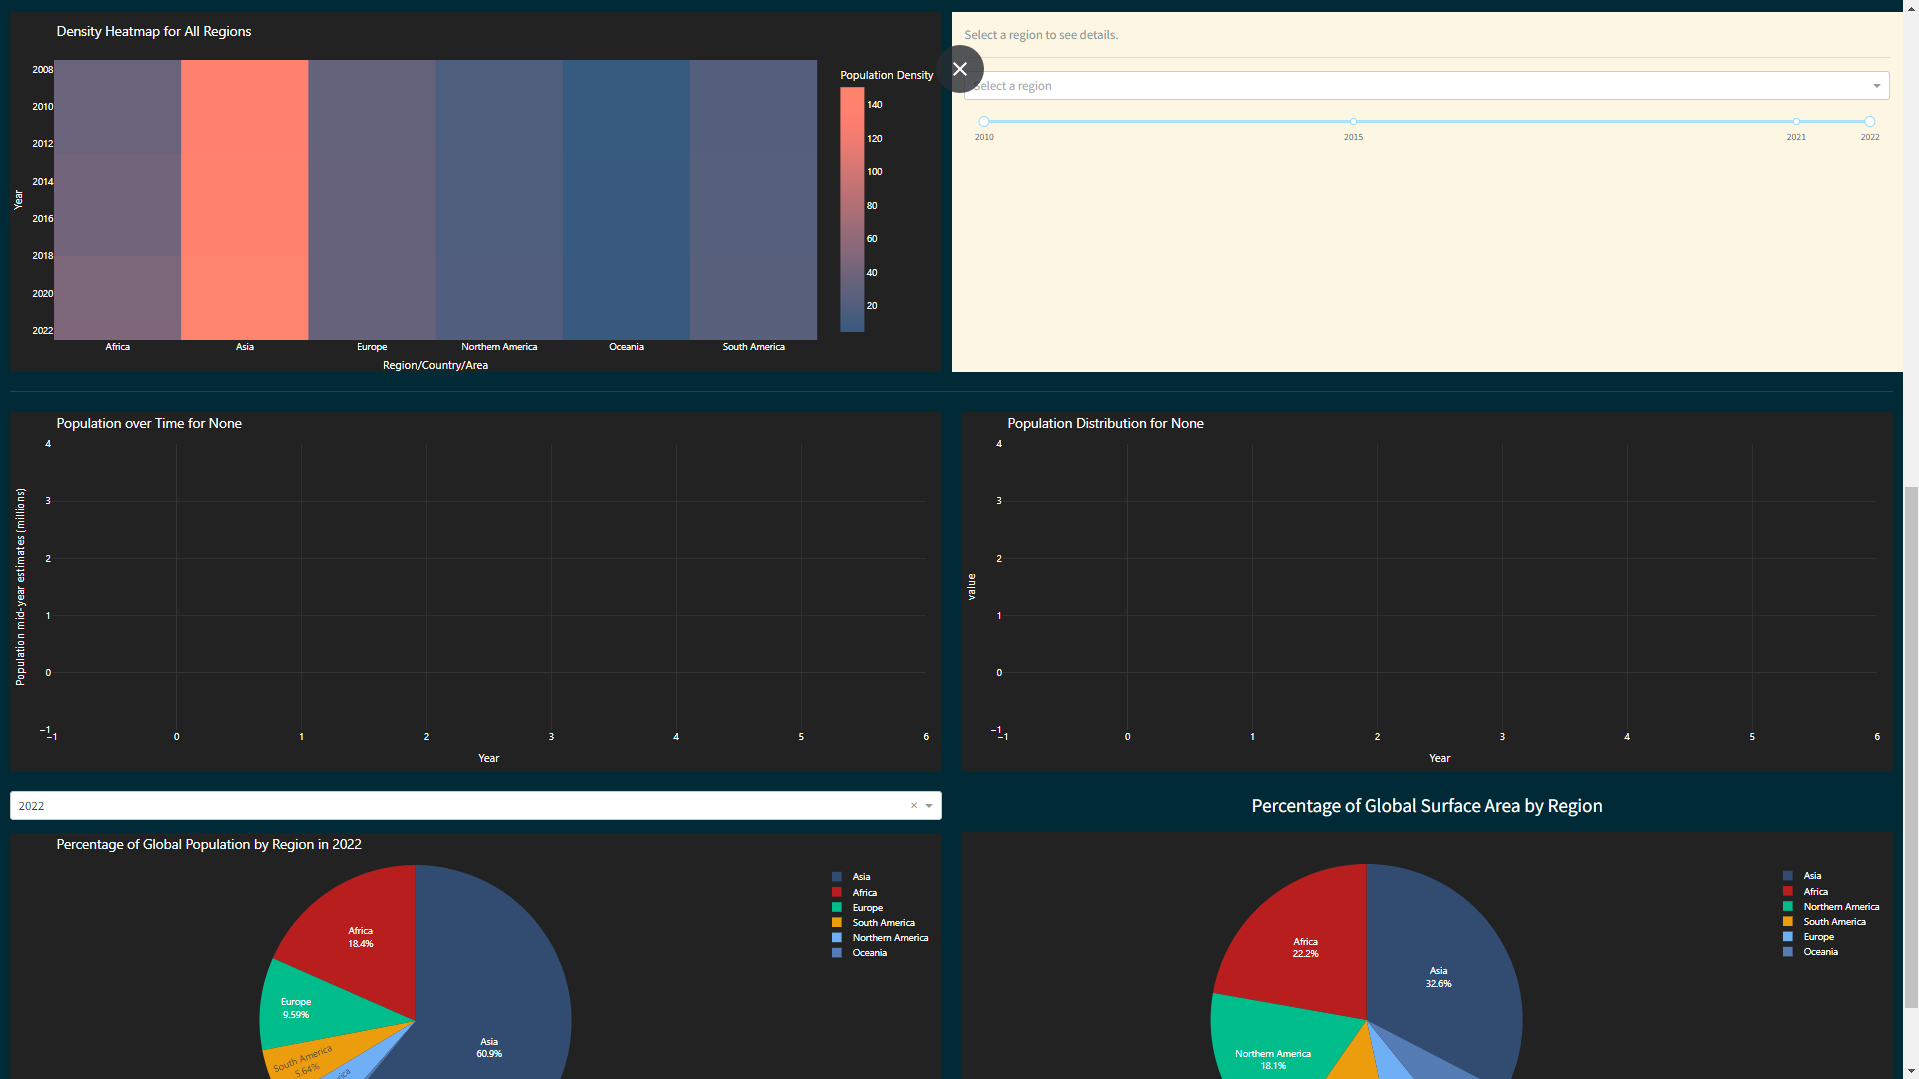 Density Heatmap for All Regions
Year
2008
2010
2012
2014
2016
2018
2020
2022
Africa
Asia
Europe
Northern America
Oceania
South America
Region/Country/Area
Population Density
140
120
100
80
60
40
20
Select a region to see details.
Select a region
2010
2015
2021
2022
Population over Time for None
Population mid-year estimates (millions)
4
3
2
1
0
−1
−1
0
1
2
3
4
5
6
Year
Population Distribution for None
value
4
3
2
1
0
−1
−1
0
1
2
3
4
5
6
Year
2022
Percentage of Global Population by Region in 2022
Africa
18.4%
Europe
9.59%
South America
5.64%
Asia
60.9%
Asia
Africa
Europe
South America
Northern America
Oceania
Percentage of Global Surface Area by Region
Africa
22.2%
Asia
32.6%
Northern America
18.1%
Asia
Africa
Northern America
South America
Europe
Oceania